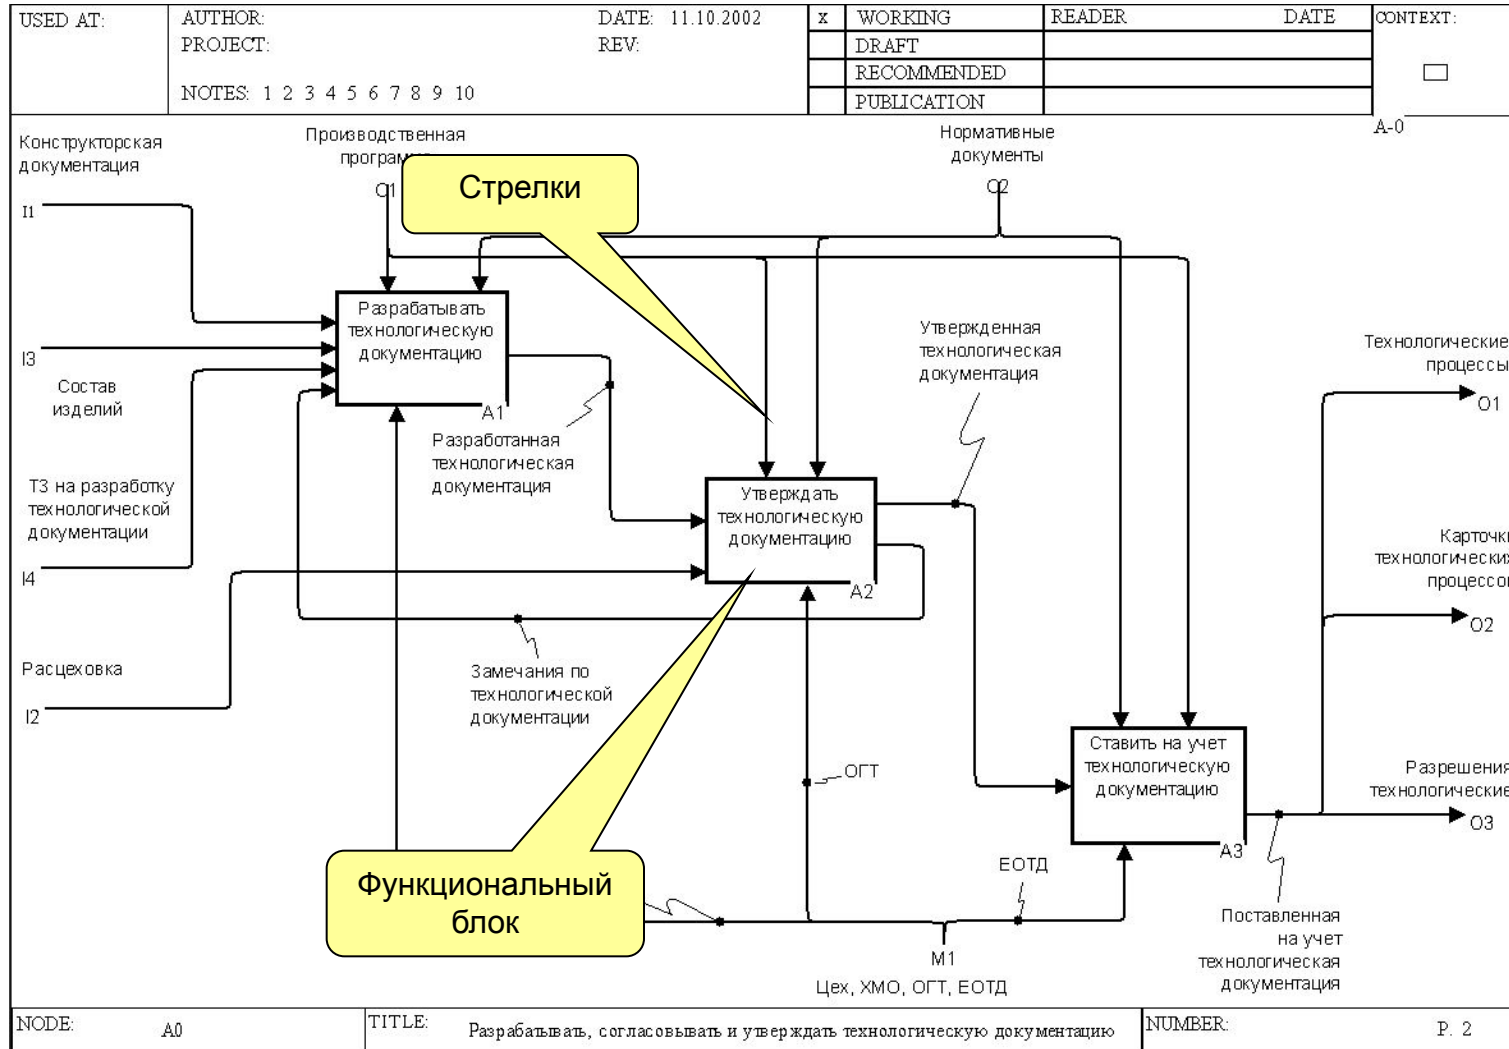 USED AT:
AUTHOR:
DATE: 11.10.2002
PROJECT:
REV:
NOTES: 1 2 3 4 5 6 7 8 9 10
x WORKING
DRAFT
RECOMMENDED
PUBLICATION
READER DATE
CONTEXT:
A-0
Конструкторская
документация
I1
Производственная
Нормативные
документы
Стрелки
Разрабатывать
технологическую
документацию
A1
I3
Состав
изделий
ТЗ на разработку
технологической
документации
I4
Разработанная
технологическая
документация
Утвержденная
технологическая
документация
Технологические
процессы
O1
Утверждать
технологическую
документацию
A2
технологических
O2
Расцеховка
I2
Замечания по
технологической
документации
ОГТ
Ставить на учет
технологическую
документацию
A3
Разрешения
технологические
O3
Функциональный
блок
ЕОТД
M1
Цех, ХМО, ОГТ, ЕОТД
Поставленная
на учет
технологическая
документация
NODE: A0
TITLE: Разрабатывать, согласовывать и утверждать технологическую документацию
NUMBER: P. 2